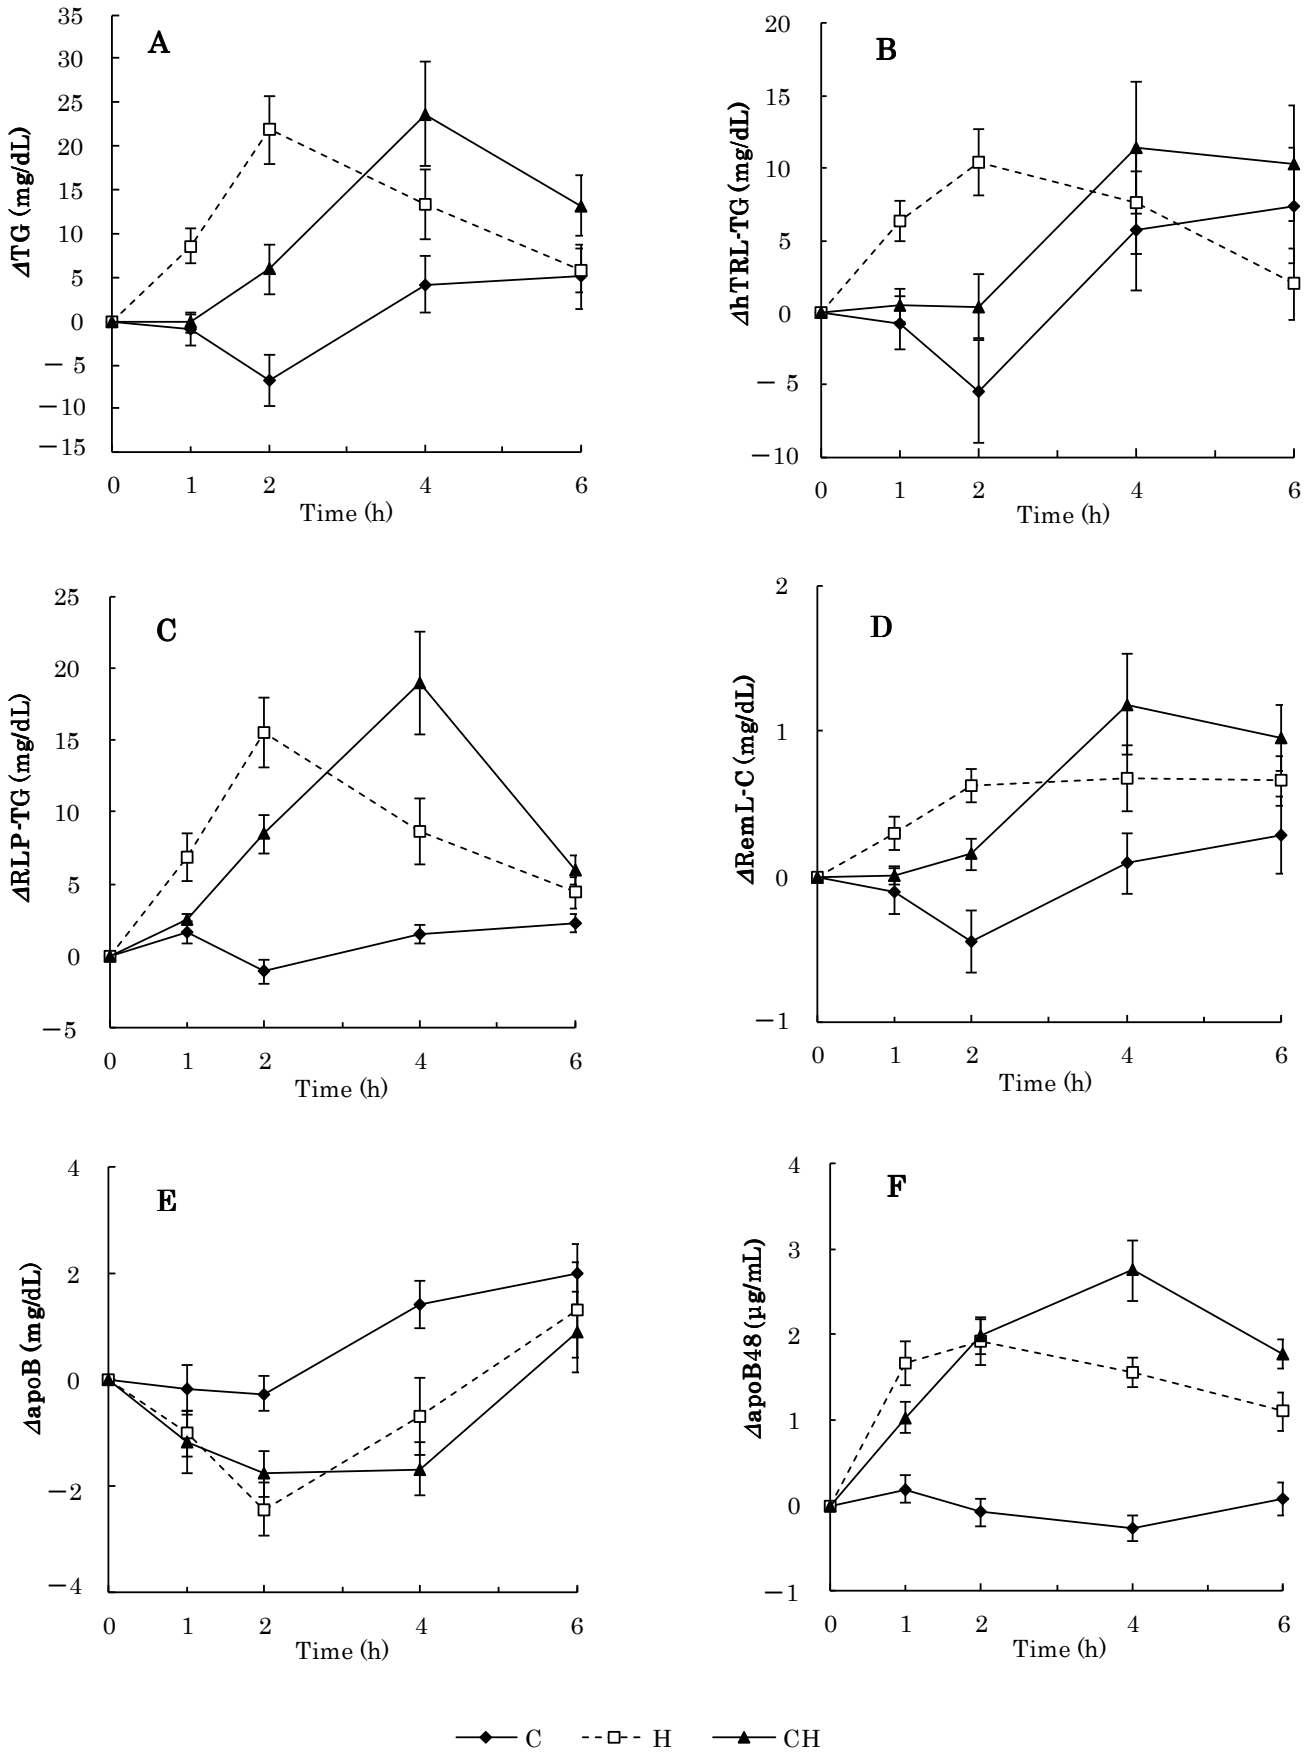 A
ΔTG (mg/dL)
35
30
25
20
15
10
5
0
−5
−10
−15
0 1 2 4 6
Time (h)
B
ΔhTRL-TG (mg/dL)
20
15
10
5
0
−5
−10
0 1 2 4 6
Time (h)
C
ΔRLP-TG (mg/dL)
25
20
15
10
5
0
−5
0 1 2 4 6
Time (h)
D
ΔRemL-C (mg/dL)
2
1
0
−1
0 1 2 4 6
Time (h)
E
ΔapoB (mg/dL)
4
2
0
−2
−4
0 1 2 4 6
Time (h)
F
ΔapoB48 (μg/mL)
4
3
2
1
0
−1
0 1 2 4 6
Time (h)
C H CH